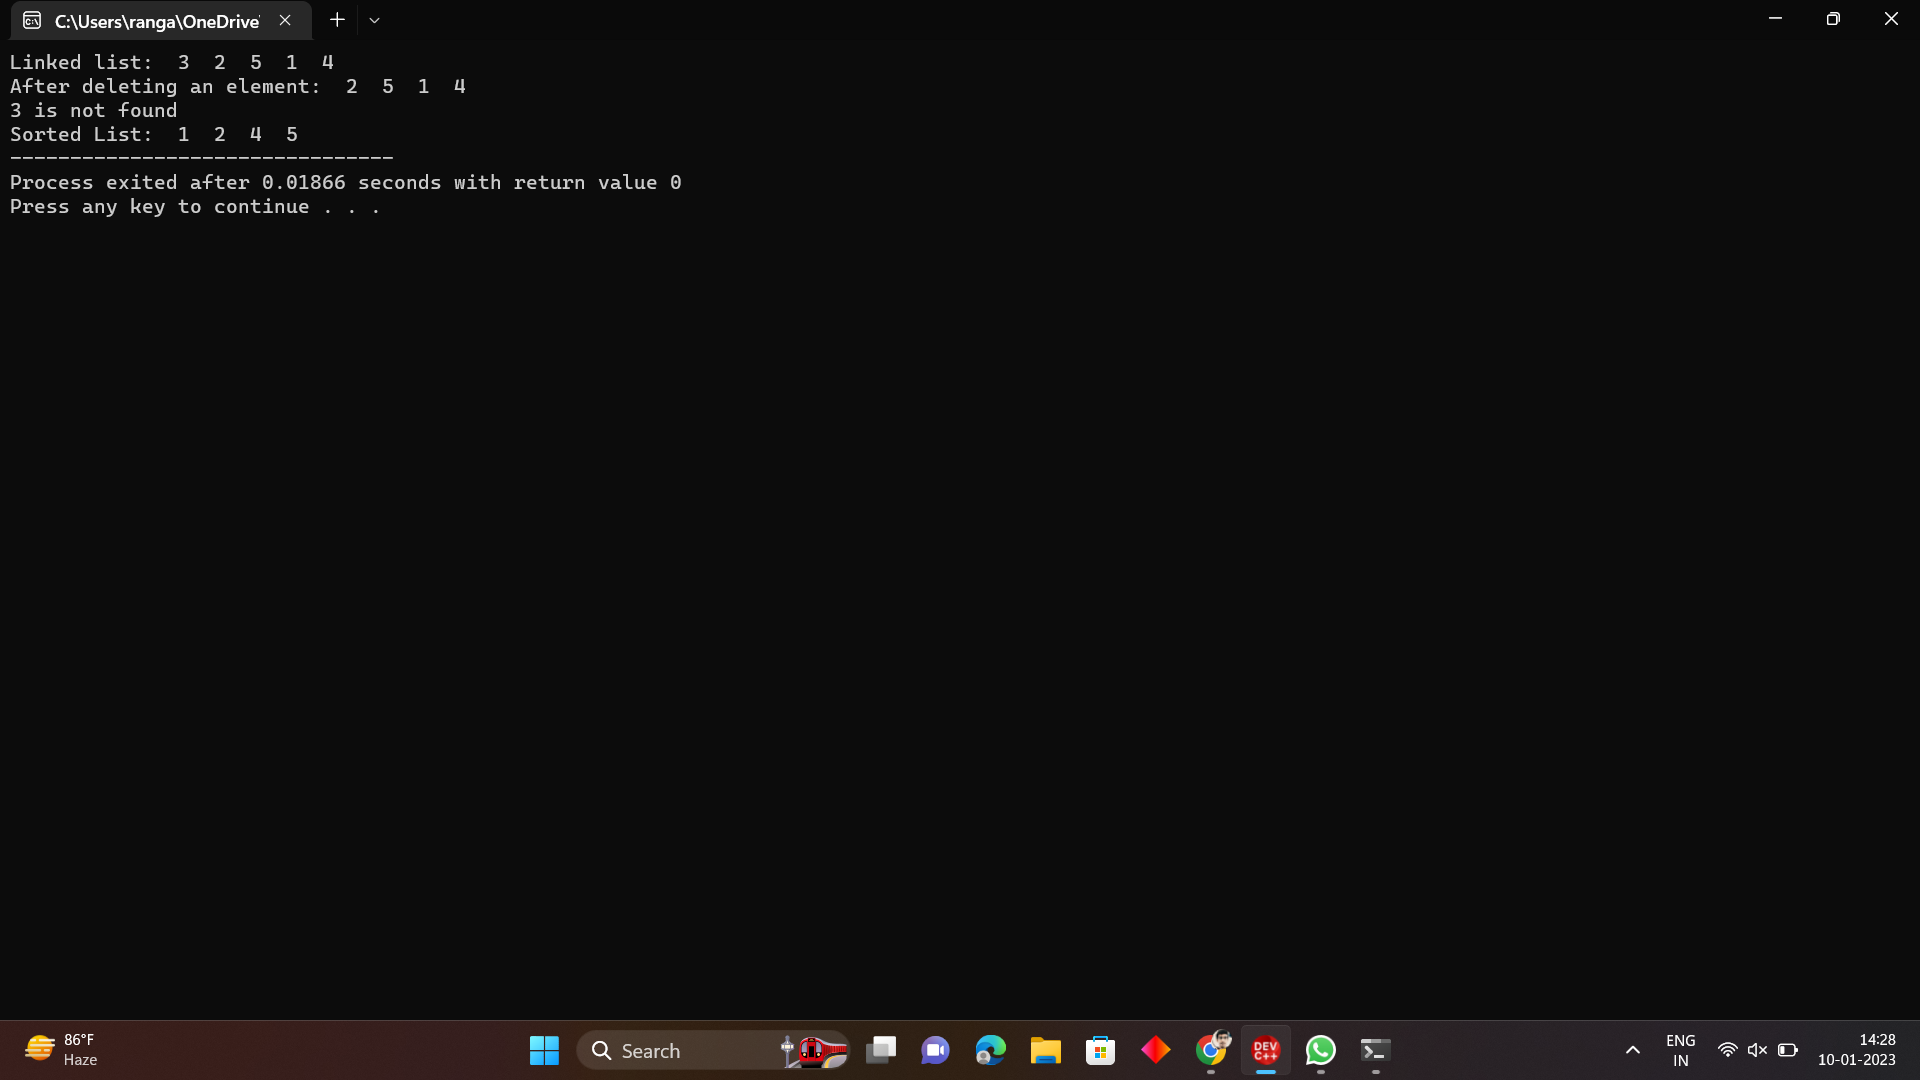 C:\Users\ranga\OneDrive
Linked list:  3  2  5  1  4
After deleting an element:  2  5  1  4
3 is not found
Sorted List:  1  2  4  5
--------------------------------
Process exited after 0.01866 seconds with return value 0
Press any key to continue . . .
86°F
Haze
Search
DEV
C++
ENG
IN
14:28
10-01-2023